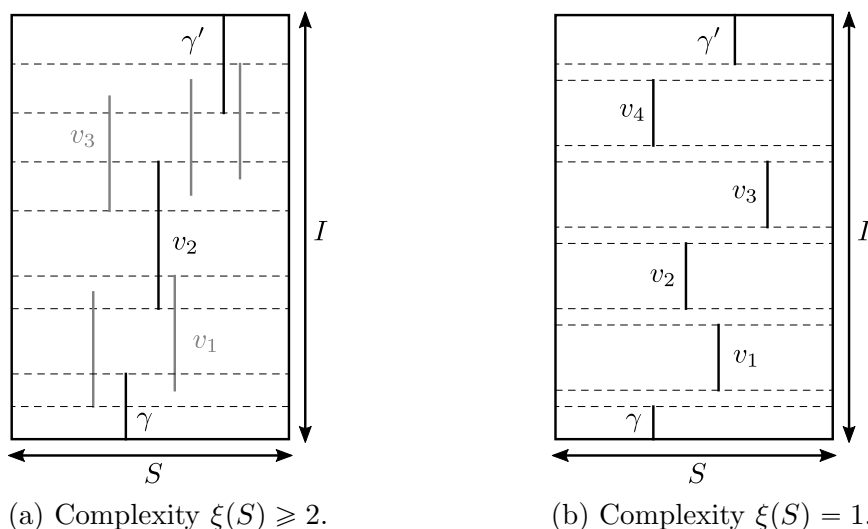 γ′ γ′
v₃ v₄
v₃
v₂ I I
v₂
v₁ v₁
γ γ
S S
(a) Complexity ξ(S) ⩾ 2. (b) Complexity ξ(S) = 1.